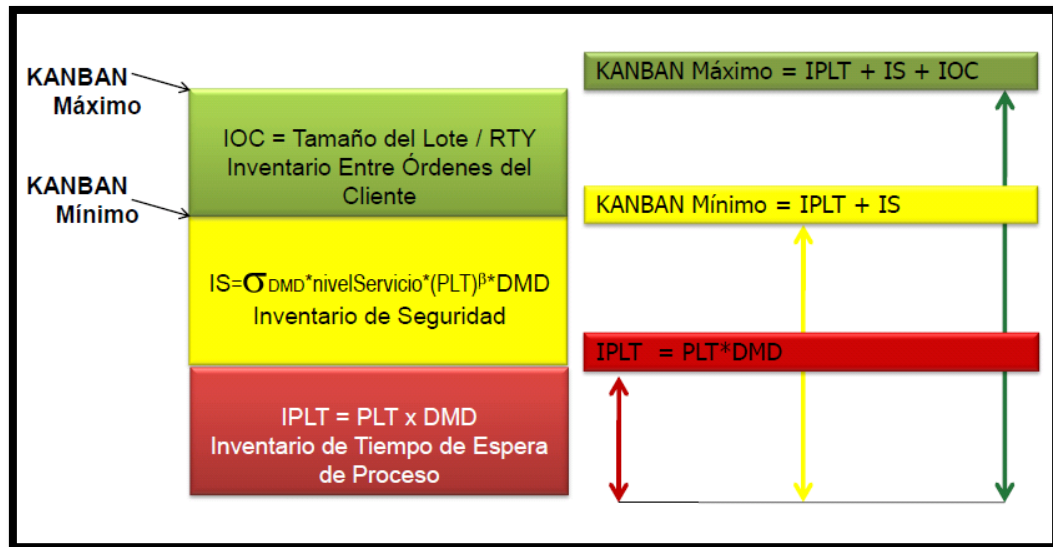 KANBAN
Máximo
KANBAN
Mínimo
IOC = Tamaño del Lote / RTY
Inventario Entre Órdenes del
Cliente
IS=σDMD*nivelServicio*(PLT)β*DMD
Inventario de Seguridad
IPLT = PLT x DMD
Inventario de Tiempo de Espera
de Proceso
KANBAN Máximo = IPLT + IS + IOC
KANBAN Mínimo = IPLT + IS
IPLT = PLT*DMD